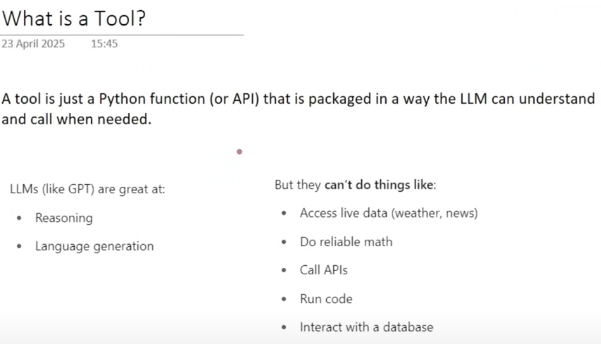 What is a Tool?
23 April 2025 15:45
A tool is just a Python function (or API) that is packaged in a way the LLM can understand
and call when needed.
LLMs (like GPT) are great at:
• Reasoning
• Language generation
But they can't do things like:
• Access live data (weather, news)
• Do reliable math
• Call APIs
• Run code
• Interact with a database